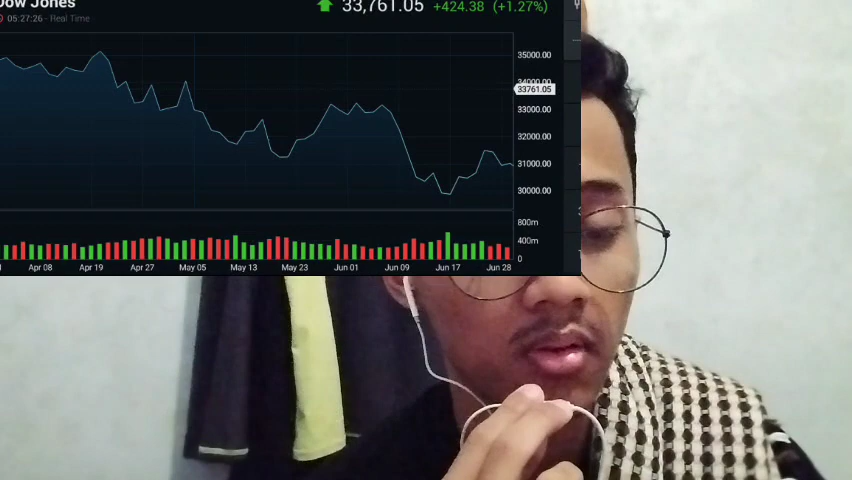 Dow Jones
33,761.05 +424.38 (+1.27%)
05:27:26 - Real Time
35000.00
34000.00
33761.05
33000.00
32000.00
31000.00
30000.00
800m
400m
0
Apr 08 Apr 19 Apr 27 May 05 May 13 May 23 Jun 01 Jun 09 Jun 17 Jun 28